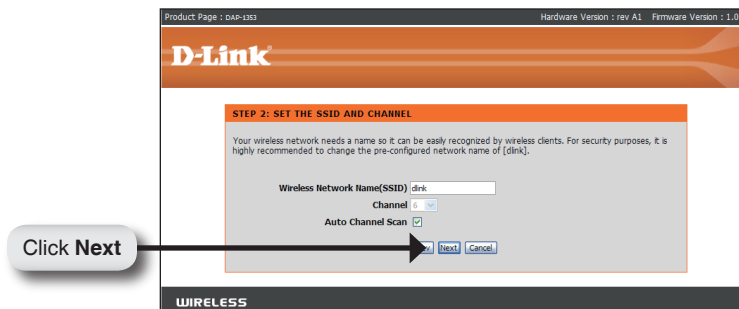 Product Page : DAP-1353 Hardware Version : rev A1 Firmware Version : 1.0
D-Link
STEP 2: SET THE SSID AND CHANNEL
Your wireless network needs a name so it can be easily recognized by wireless clients. For security purposes, it is
highly recommended to change the pre-configured network name of [dlink].
Wireless Network Name(SSID) dlink
Channel 6
Auto Channel Scan
Click Next
Next Cancel
WIRELESS